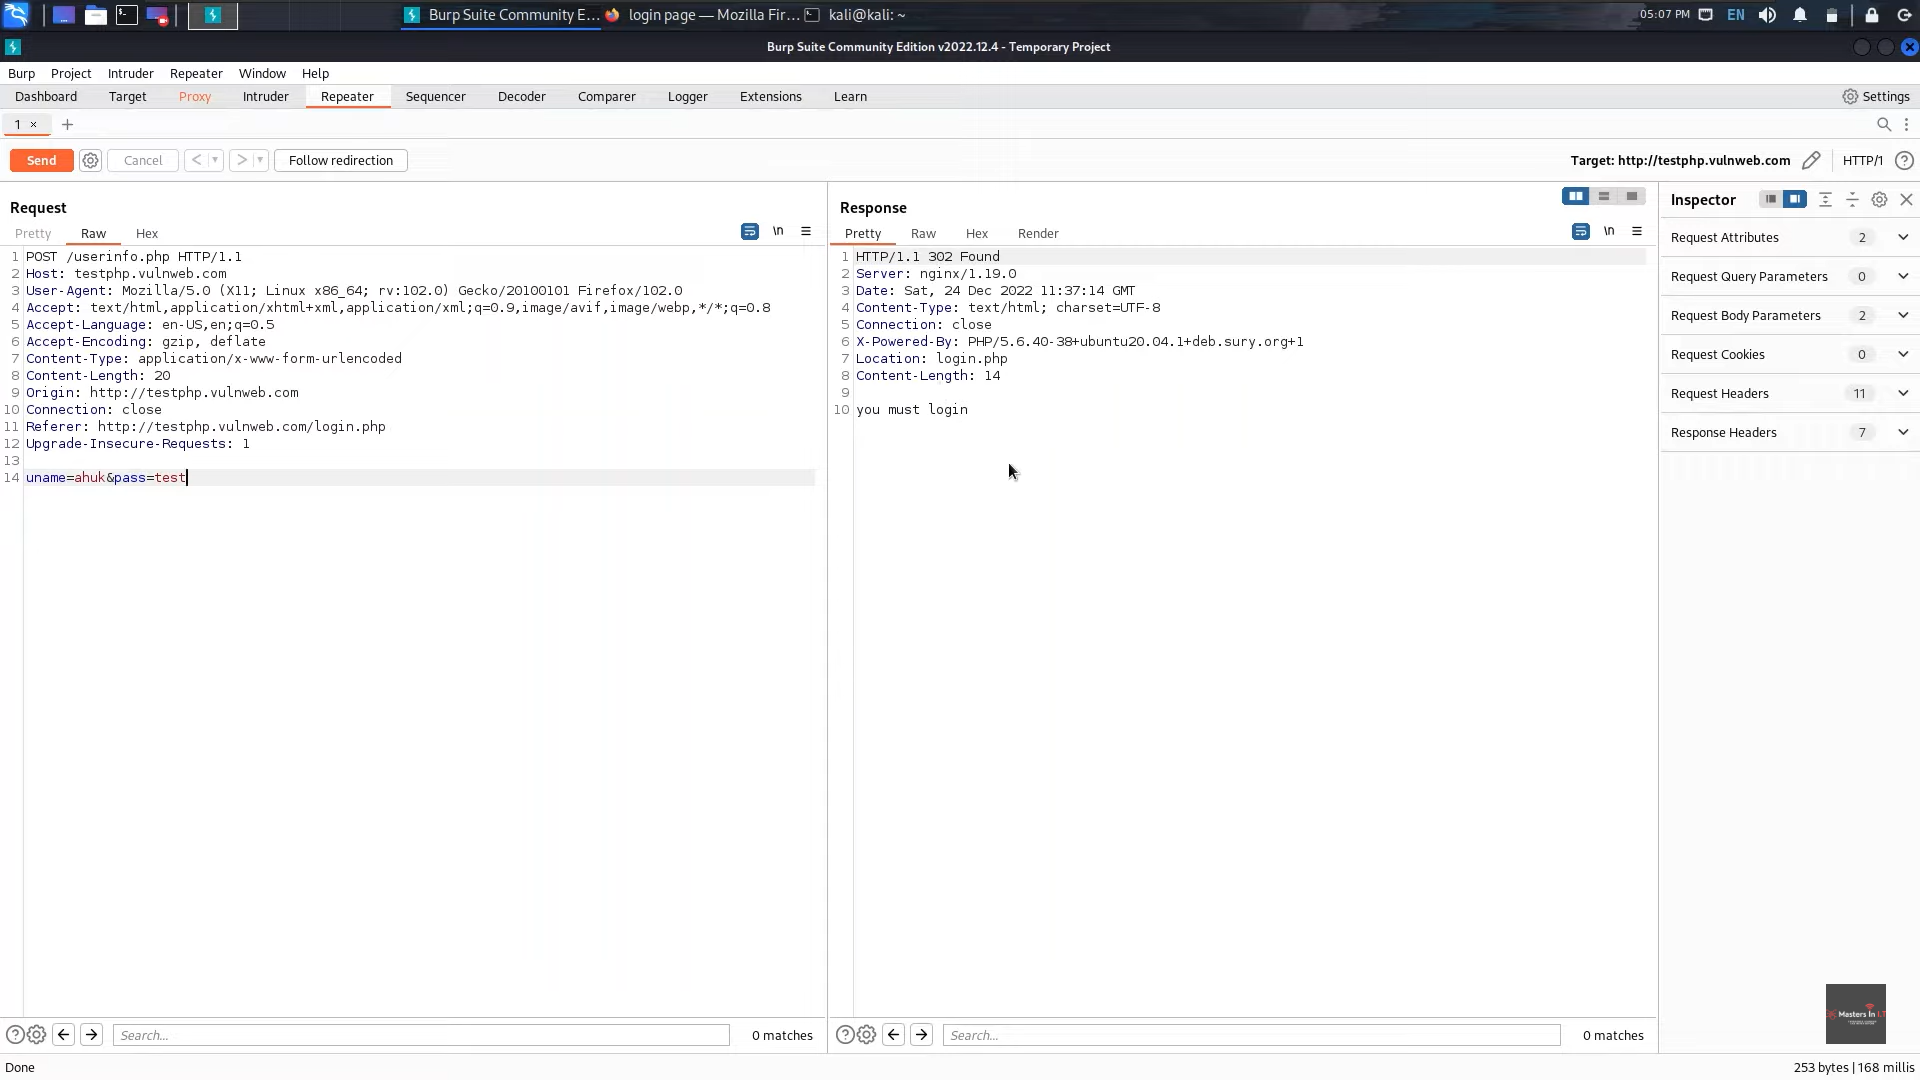 Burp Suite Community E...
login page — Mozilla Fir...
kali@kali: ~
05:07 PM
EN
Burp Suite Community Edition v2022.12.4 - Temporary Project
Burp Project Intruder Repeater Window Help
Dashboard Target Proxy Intruder Repeater Sequencer Decoder Comparer Logger Extensions Learn
Settings
1 × +
Send Cancel < > Follow redirection
Target: http://testphp.vulnweb.com HTTP/1 ?
Request
Pretty Raw Hex
\n
1 POST /userinfo.php HTTP/1.1
2 Host: testphp.vulnweb.com
3 User-Agent: Mozilla/5.0 (X11; Linux x86_64; rv:102.0) Gecko/20100101 Firefox/102.0
4 Accept: text/html,application/xhtml+xml,application/xml;q=0.9,image/avif,image/webp,*/*;q=0.8
5 Accept-Language: en-US,en;q=0.5
6 Accept-Encoding: gzip, deflate
7 Content-Type: application/x-www-form-urlencoded
8 Content-Length: 20
9 Origin: http://testphp.vulnweb.com
10 Connection: close
11 Referer: http://testphp.vulnweb.com/login.php
12 Upgrade-Insecure-Requests: 1
13
14 uname=ahuk&pass=test
Search... 0 matches
Response
Pretty Raw Hex Render
\n
1 HTTP/1.1 302 Found
2 Server: nginx/1.19.0
3 Date: Sat, 24 Dec 2022 11:37:14 GMT
4 Content-Type: text/html; charset=UTF-8
5 Connection: close
6 X-Powered-By: PHP/5.6.40-38+ubuntu20.04.1+deb.sury.org+1
7 Location: login.php
8 Content-Length: 14
9
10 you must login
Search... 0 matches
Inspector
Request Attributes 2
Request Query Parameters 0
Request Body Parameters 2
Request Cookies 0
Request Headers 11
Response Headers 7
Masters In I.T
Done
253 bytes | 168 millis